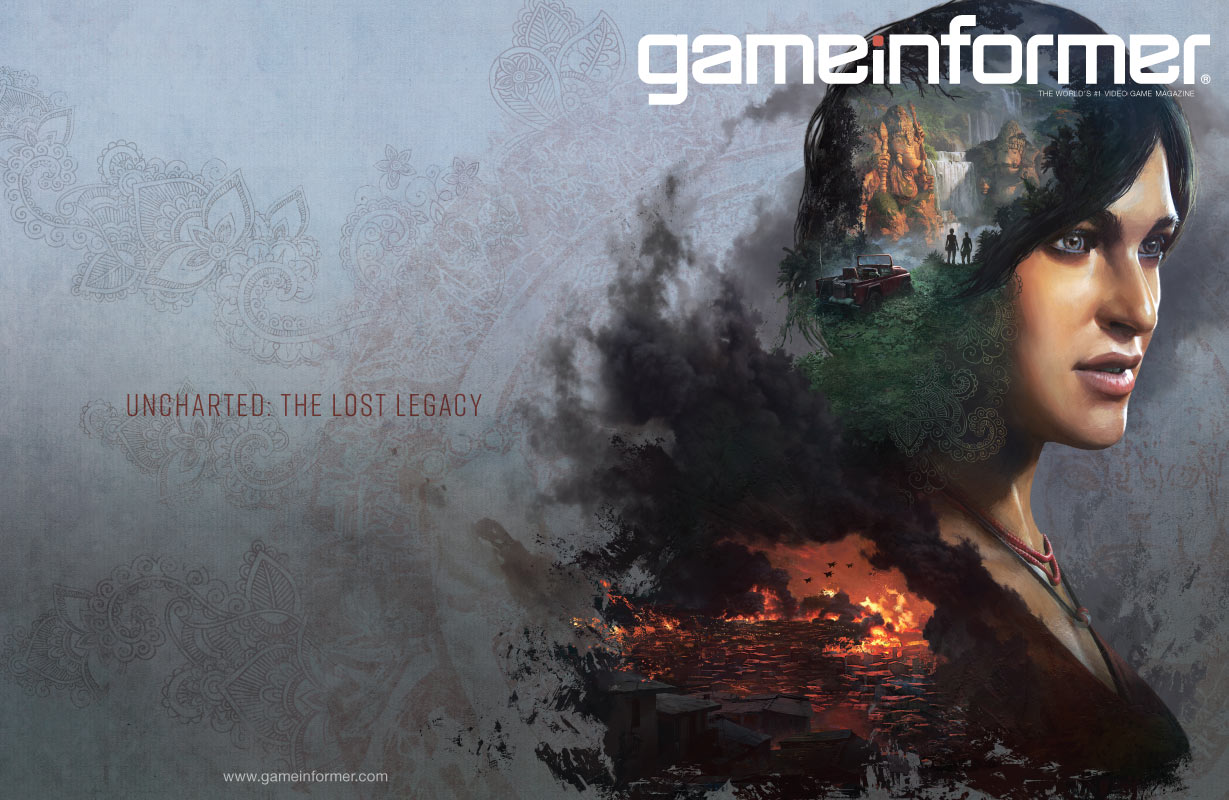 gameinformer®
THE WORLD'S #1 VIDEO GAME MAGAZINE
UNCHARTED: THE LOST LEGACY
www.gameinformer.com